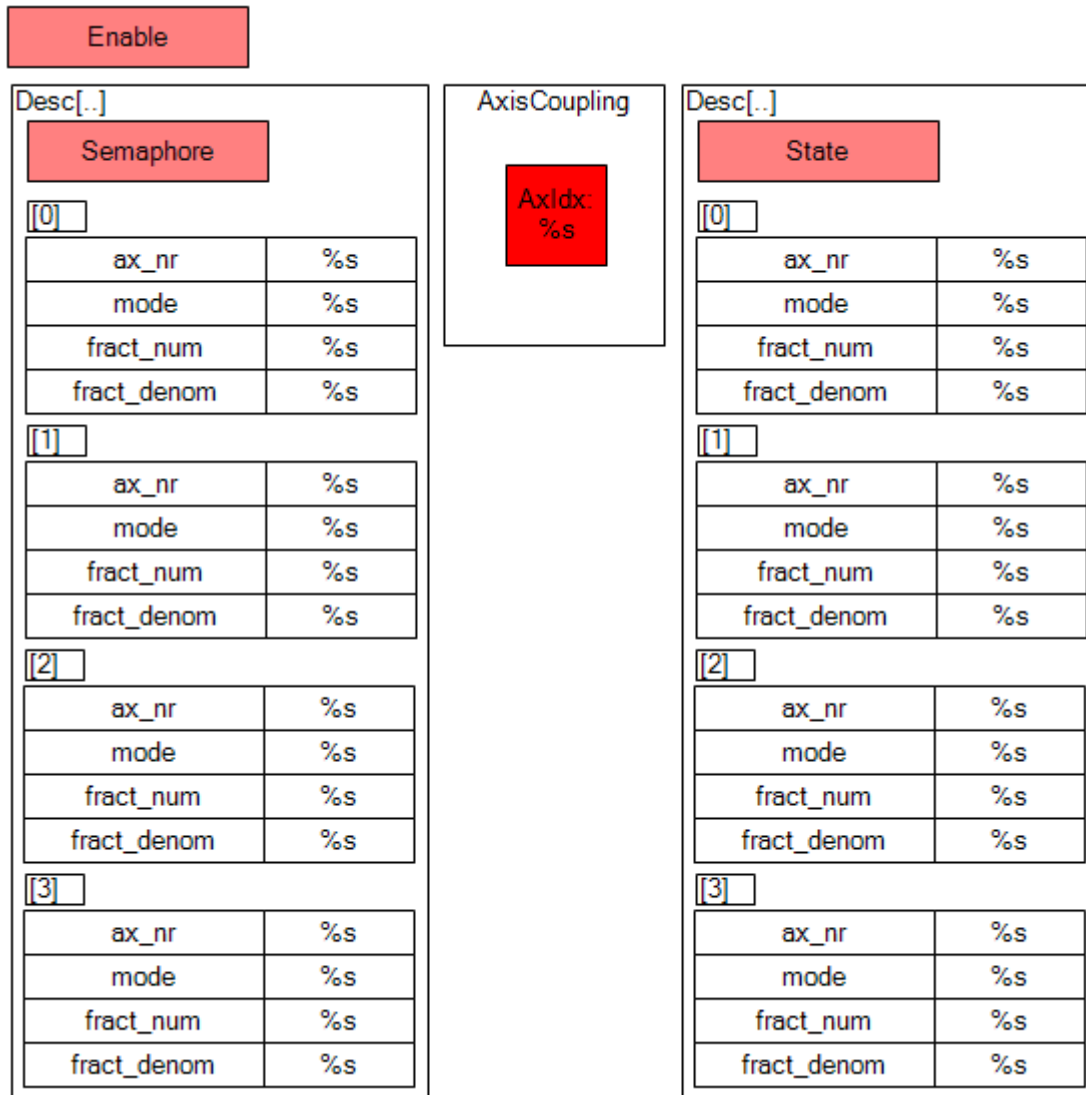 Enable
Desc[..]
Semaphore
[0]
ax_nr %s
mode %s
fract_num %s
fract_denom %s
[1]
ax_nr %s
mode %s
fract_num %s
fract_denom %s
[2]
ax_nr %s
mode %s
fract_num %s
fract_denom %s
[3]
ax_nr %s
mode %s
fract_num %s
fract_denom %s
AxisCoupling
AxIdx:
%s
Desc[..]
State
[0]
ax_nr %s
mode %s
fract_num %s
fract_denom %s
[1]
ax_nr %s
mode %s
fract_num %s
fract_denom %s
[2]
ax_nr %s
mode %s
fract_num %s
fract_denom %s
[3]
ax_nr %s
mode %s
fract_num %s
fract_denom %s